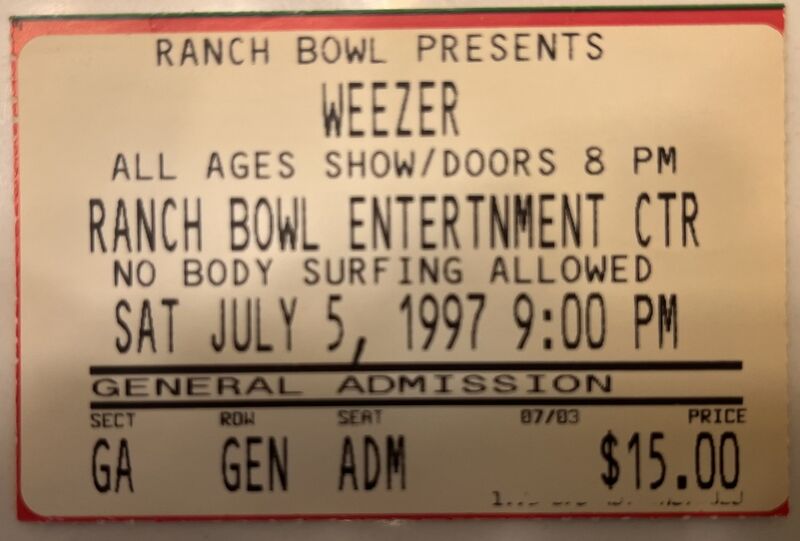 RANCH BOWL PRESENTS
WEEZER
ALL AGES SHOW/DOORS 8 PM
RANCH BOWL ENTERTNMENT CTR
NO BODY SURFING ALLOWED
SAT JULY 5, 1997 9:00 PM
GENERAL ADMISSION
SECT ROW SEAT 07/03 PRICE
GA GEN ADM $15.00